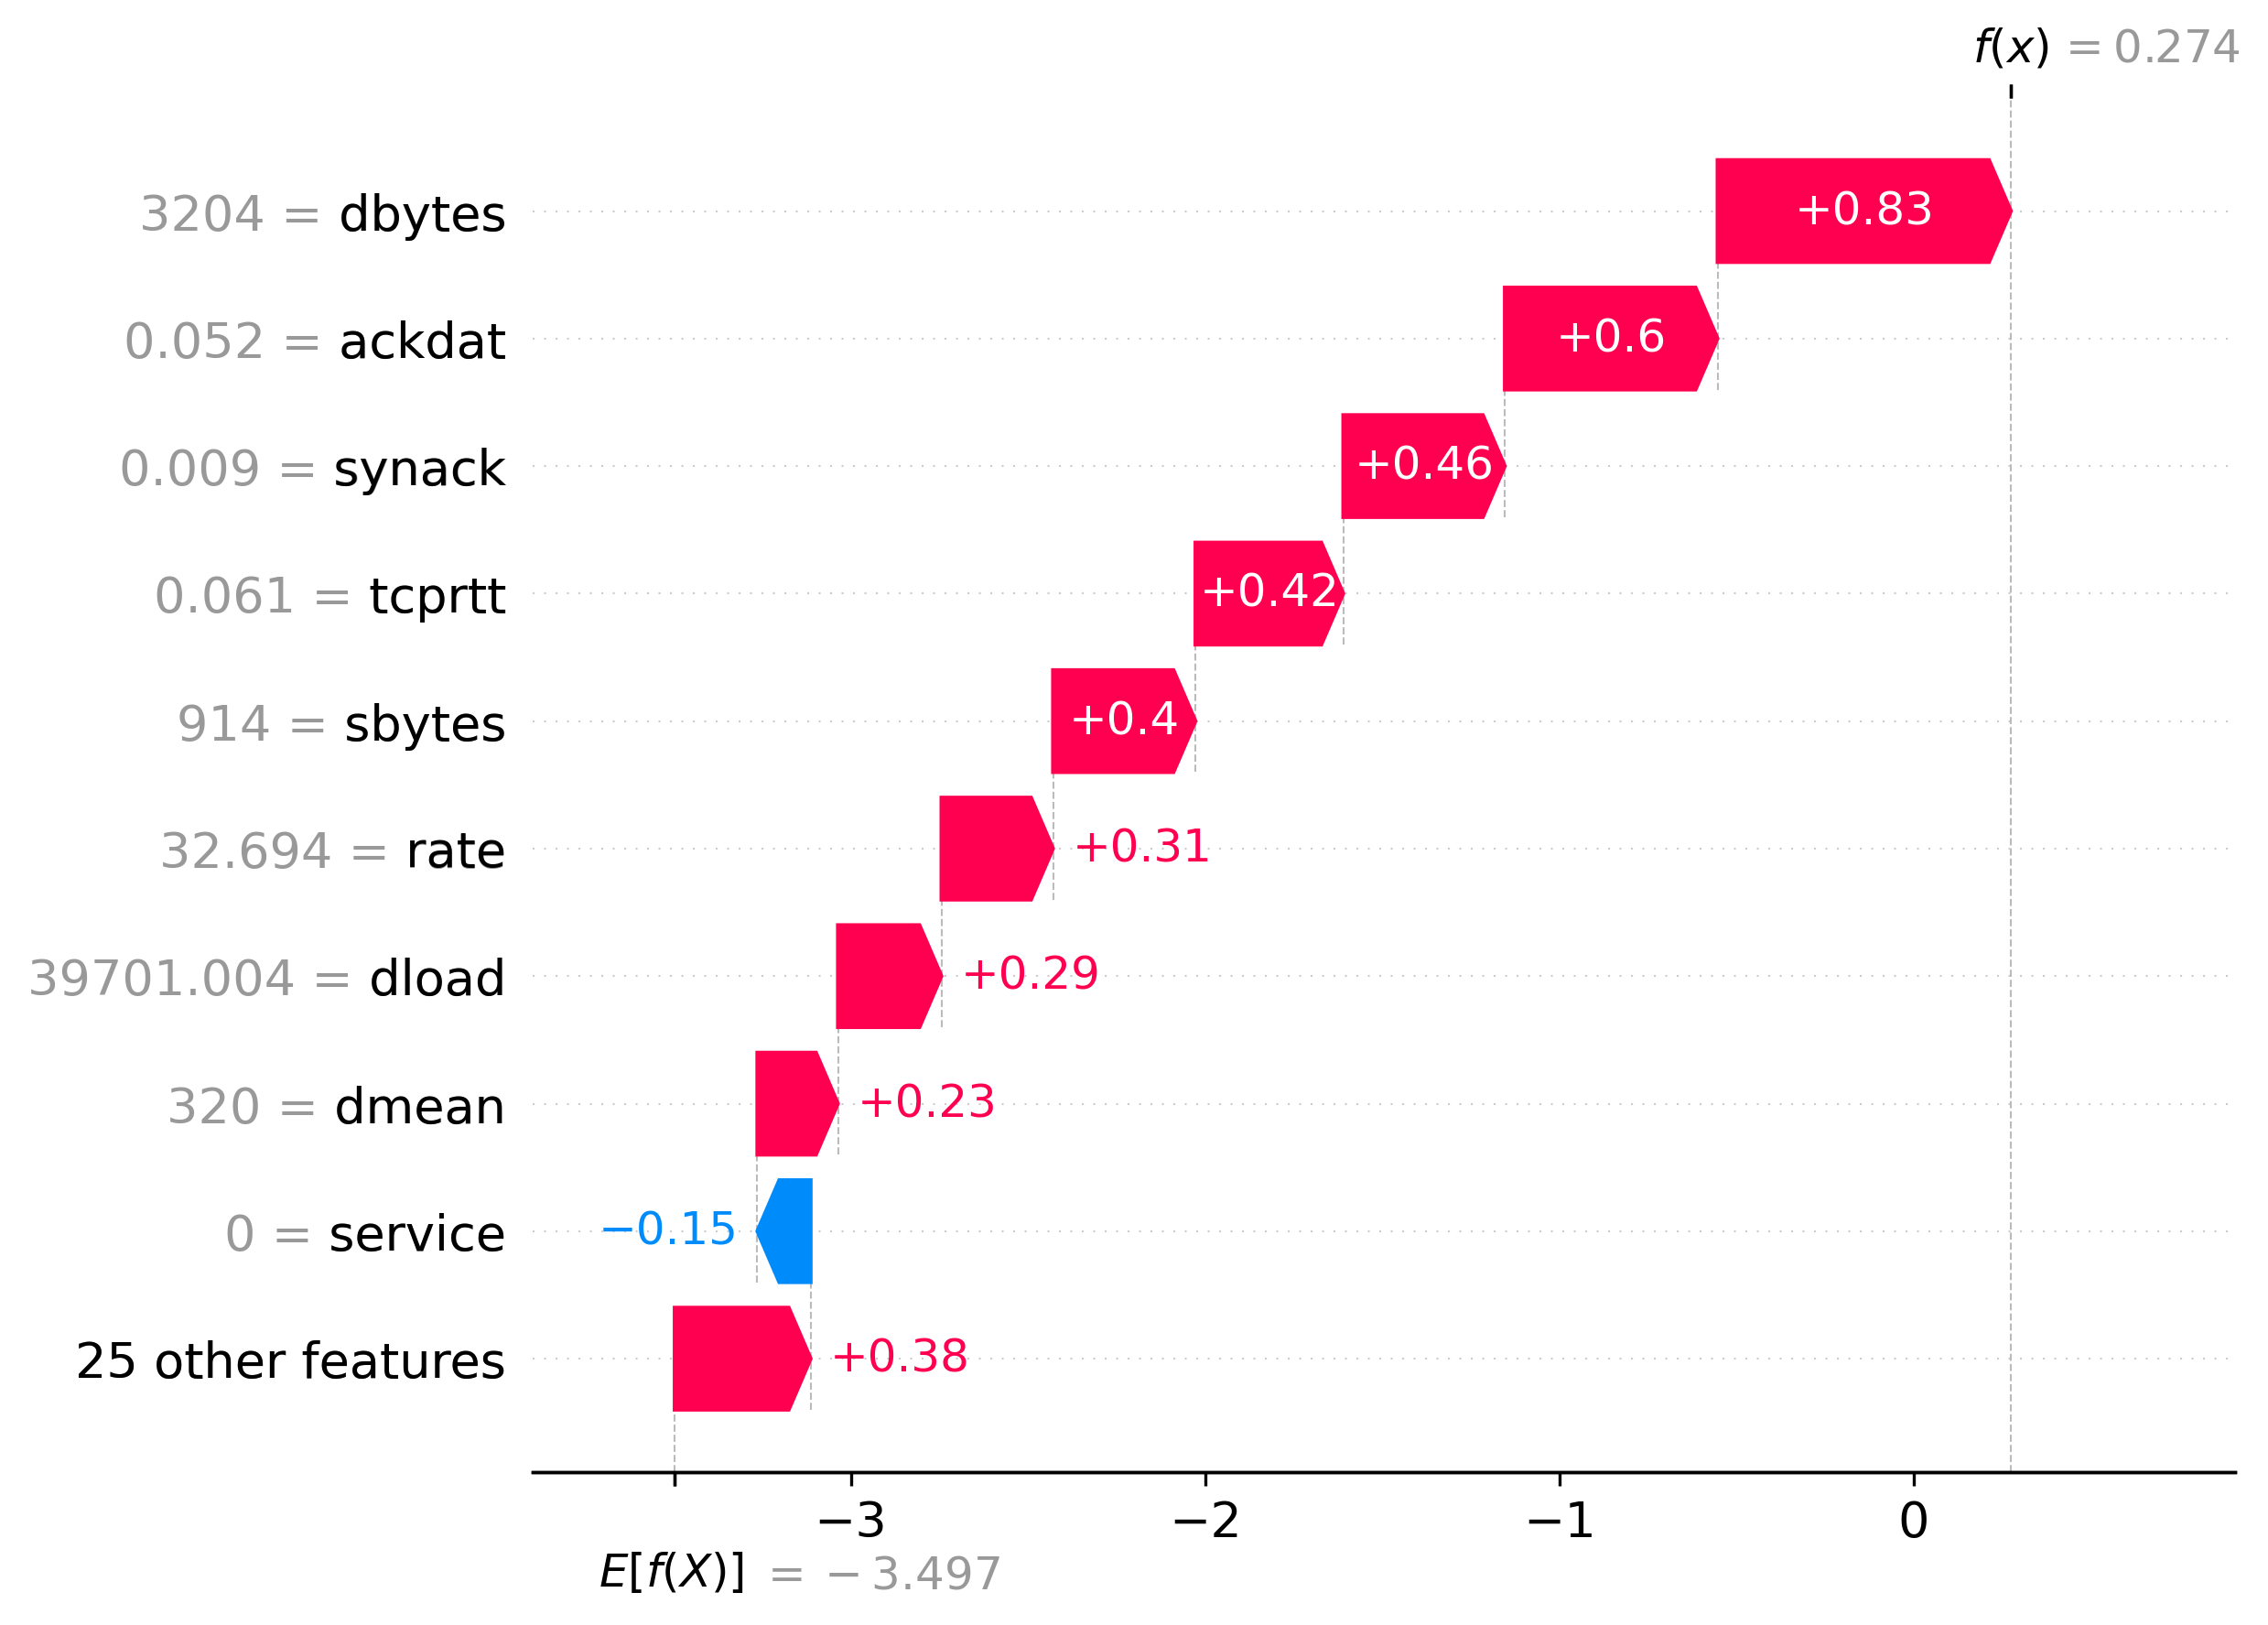 f(x) = 0.274
3204 = dbytes +0.83
0.052 = ackdat +0.6
0.009 = synack +0.46
0.061 = tcprtt +0.42
914 = sbytes +0.4
32.694 = rate +0.31
39701.004 = dload +0.29
320 = dmean +0.23
0 = service −0.15
25 other features +0.38
−3 −2 −1 0
E[f(X)] = −3.497